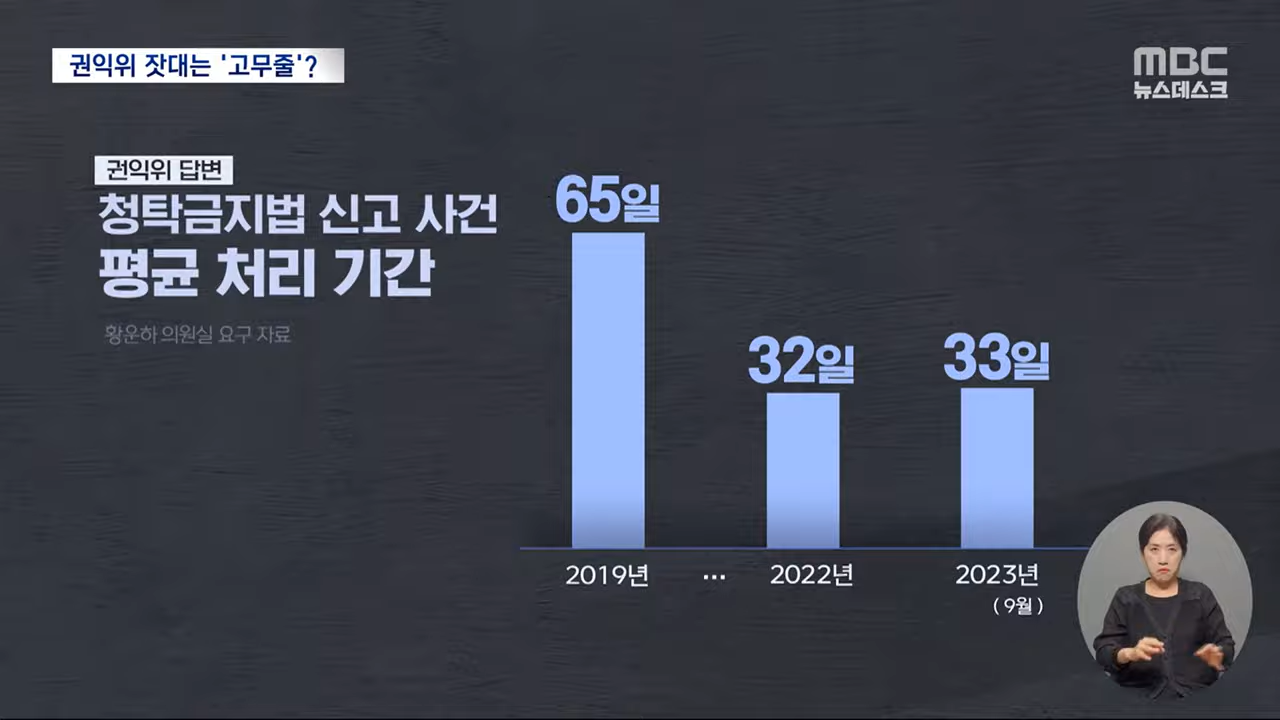 권익위 잣대는 '고무줄'?
MBC
뉴스데스크
권익위 답변
청탁금지법 신고 사건
평균 처리 기간
황운하 의원실 요구 자료
65일
32일
33일
2019년 ... 2022년 2023년
(9월)